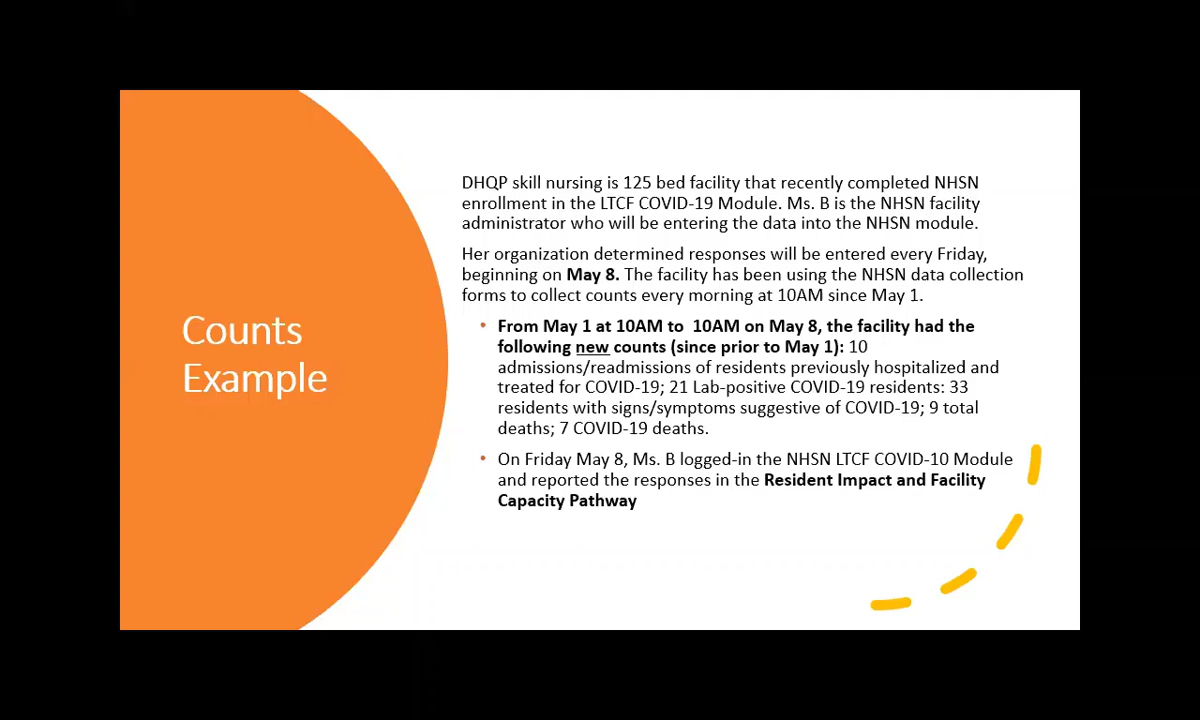 Counts
Example
DHQP skill nursing is 125 bed facility that recently completed NHSN
enrollment in the LTCF COVID-19 Module. Ms. B is the NHSN facility
administrator who will be entering the data into the NHSN module.
Her organization determined responses will be entered every Friday,
beginning on May 8. The facility has been using the NHSN data collection
forms to collect counts every morning at 10AM since May 1.
• From May 1 at 10AM to 10AM on May 8, the facility had the
following new counts (since prior to May 1): 10
admissions/readmissions of residents previously hospitalized and
treated for COVID-19; 21 Lab-positive COVID-19 residents: 33
residents with signs/symptoms suggestive of COVID-19; 9 total
deaths; 7 COVID-19 deaths.
• On Friday May 8, Ms. B logged-in the NHSN LTCF COVID-10 Module
and reported the responses in the Resident Impact and Facility
Capacity Pathway